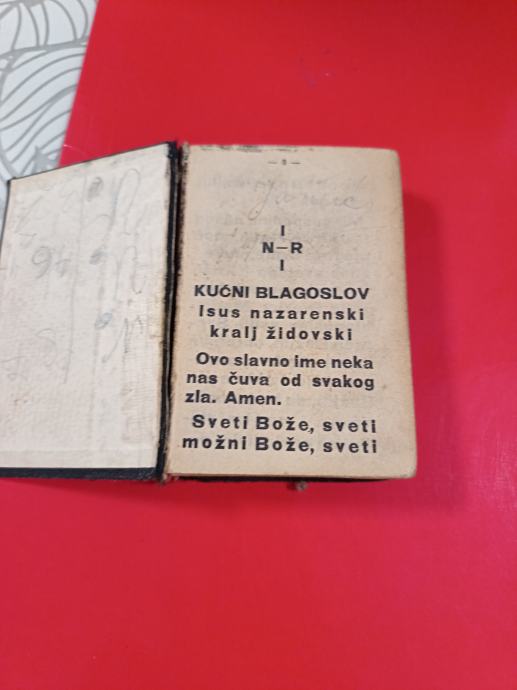 I
N—R
I
KUĆNI BLAGOSLOV
Isus nazarenski
kralj židovski
Ovo slavno ime neka
nas čuva od svakog
zla. Amen.
Sveti Bože, sveti
možni Bože, sveti